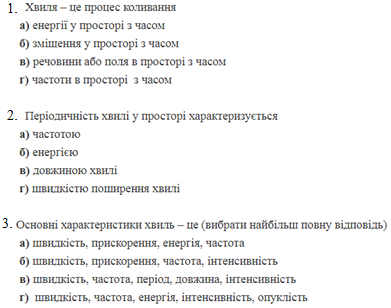 1. Хвиля – це процес коливання
а) енергії у просторі з часом
б) зміщення у просторі з часом
в) речовини або поля в просторі з часом
г) частоти в просторі з часом
2. Періодичність хвилі у просторі характеризується
а) частотою
б) енергією
в) довжиною хвилі
г) швидкістю поширення хвилі
3. Основні характеристики хвиль – це (вибрати найбільш повну відповідь)
а) швидкість, прискорення, енергія, частота
б) швидкість, прискорення, частота, інтенсивність
в) швидкість, частота, період, довжина, інтенсивність
г) швидкість, частота, енергія, інтенсивність, опуклість